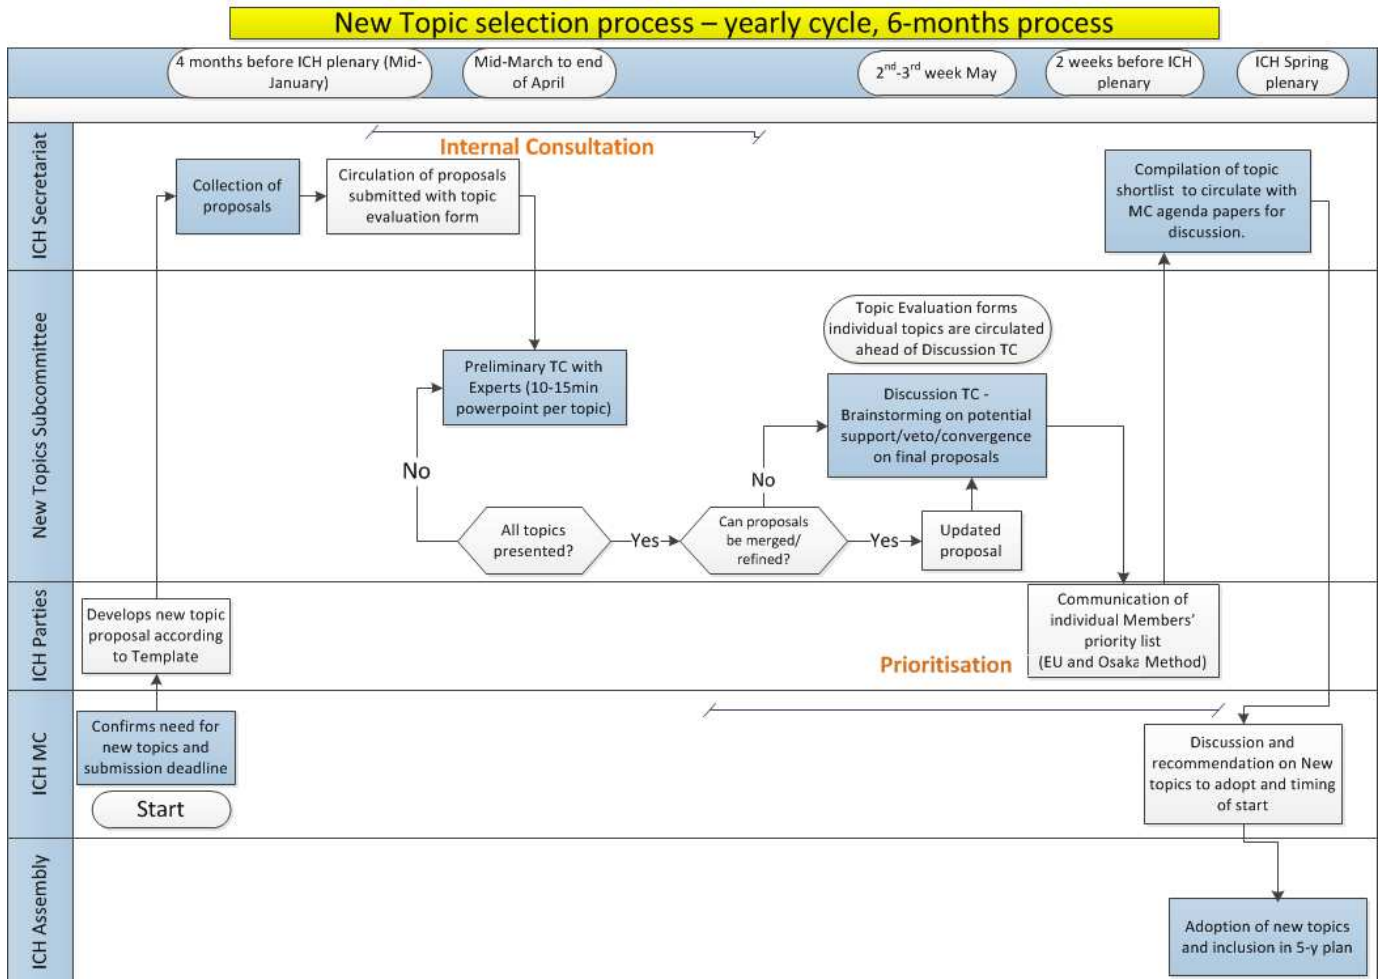 New Topic selection process – yearly cycle, 6-months process
4 months before ICH plenary (Mid-
January)
Mid-March to end
of April
2nd-3rd week May
2 weeks before ICH
plenary
ICH Spring
plenary
ICH Secretariat
Internal Consultation
Collection of
proposals
Circulation of proposals
submitted with topic
evaluation form
Compilation of topic
shortlist to circulate with
MC agenda papers for
discussion.
New Topics Subcommittee
Topic Evaluation forms
individual topics are circulated
ahead of Discussion TC
Preliminary TC with
Experts (10-15min
powerpoint per topic)
Discussion TC -
Brainstorming on potential
support/veto/convergence
on final proposals
No
No
All topics
presented?
Yes
Can proposals
be merged/
refined?
Yes
Updated
proposal
ICH Parties
Develops new topic
proposal according
to Template
Communication of
individual Members'
priority list
(EU and Osaka Method)
Prioritisation
ICH MC
Confirms need for
new topics and
submission deadline
Start
Discussion and
recommendation on New
topics to adopt and timing
of start
ICH Assembly
Adoption of new topics
and inclusion in 5-y plan